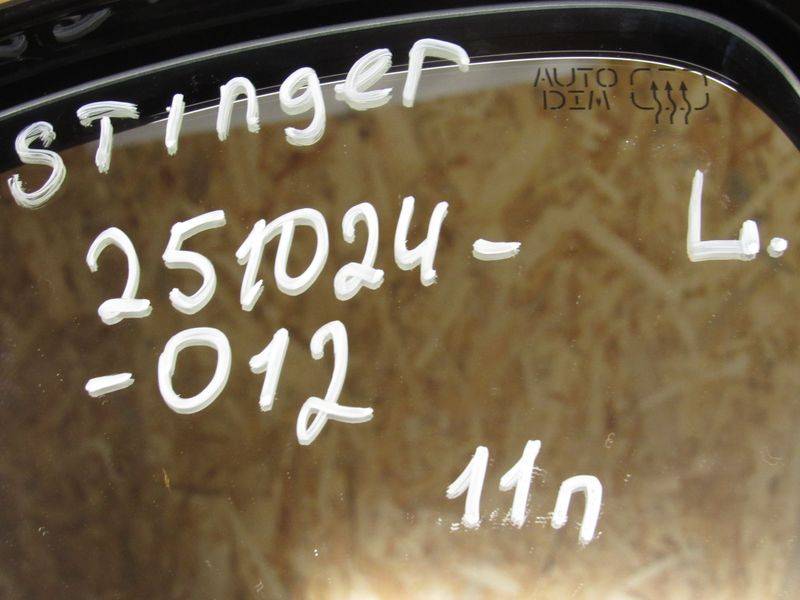 STinger
AUTO
DIM
L.
251024-
-012
11п